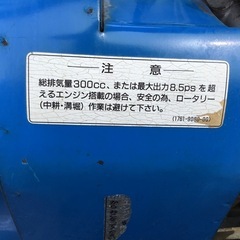 注意
総排気量300cc、または最大出力8.5psを超
えるエンジン搭載の場合、安全の為、ロータリー
(中耕・溝堀)作業は避けて下さい。